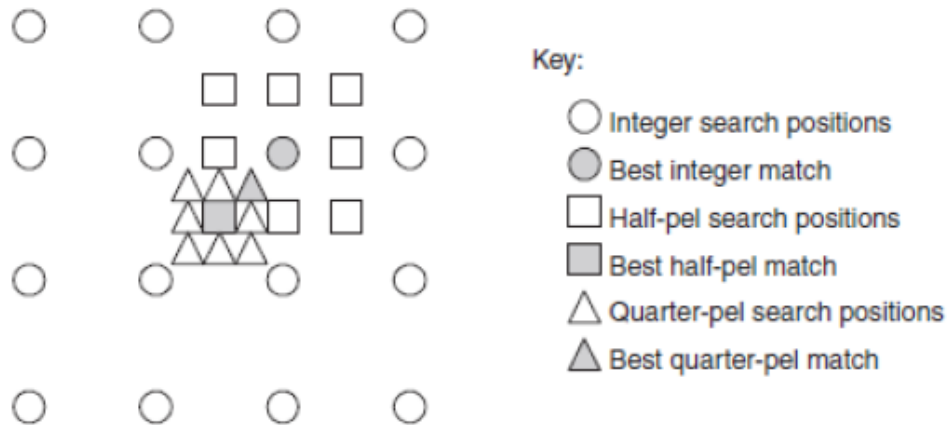 Key:
Integer search positions
Best integer match
Half-pel search positions
Best half-pel match
Quarter-pel search positions
Best quarter-pel match